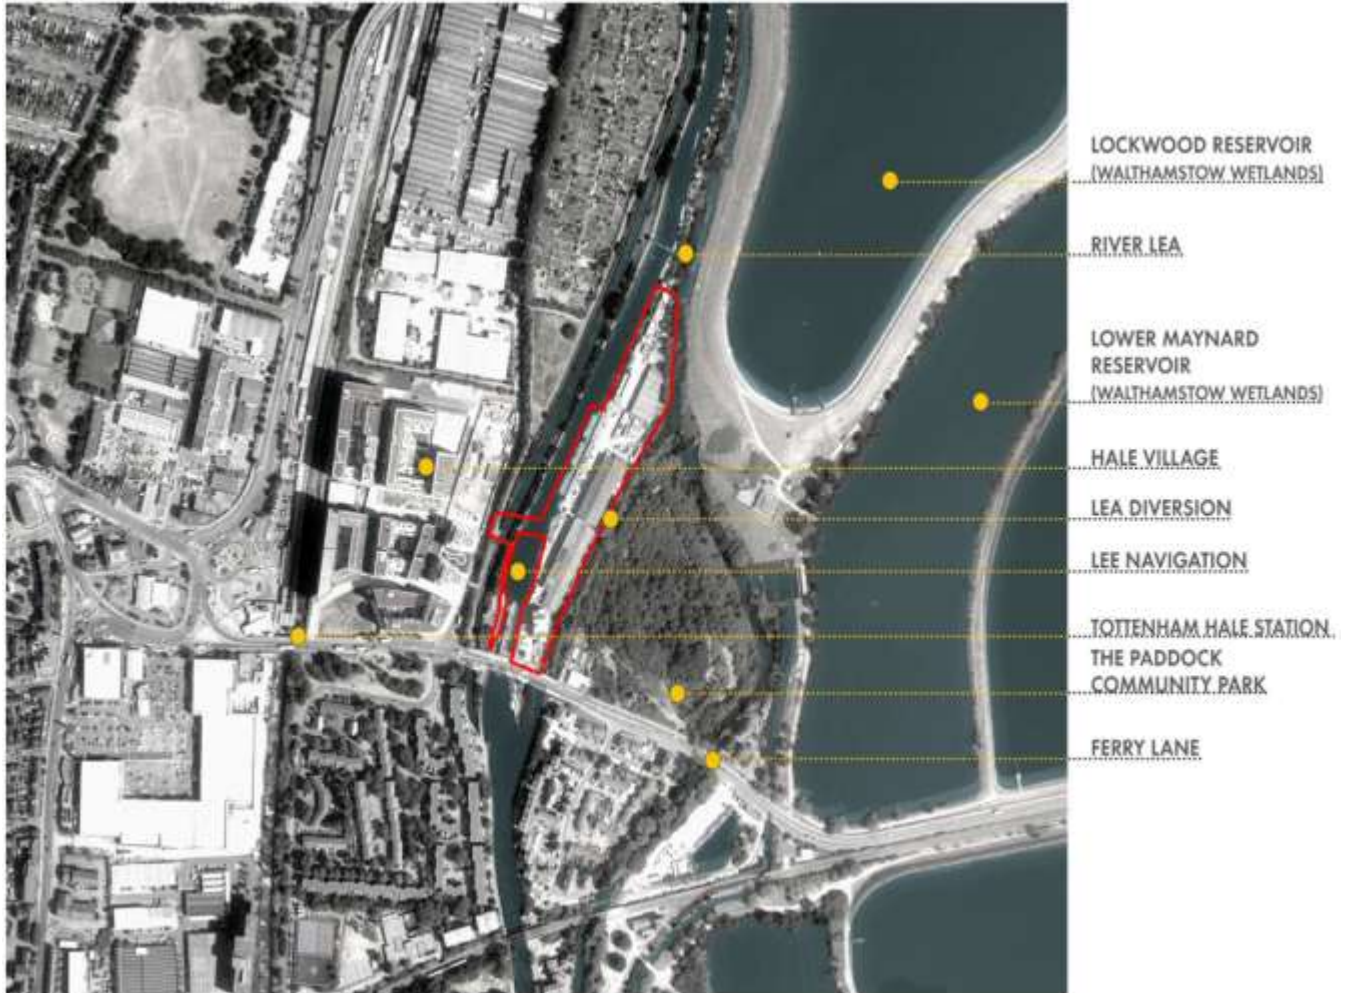 LOCKWOOD RESERVOIR
(WALTHAMSTOW WETLANDS)
RIVER LEA
LOWER MAYNARD
RESERVOIR
(WALTHAMSTOW WETLANDS)
HALE VILLAGE
LEA DIVERSION
LEE NAVIGATION
TOTTENHAM HALE STATION
THE PADDOCK
COMMUNITY PARK
FERRY LANE